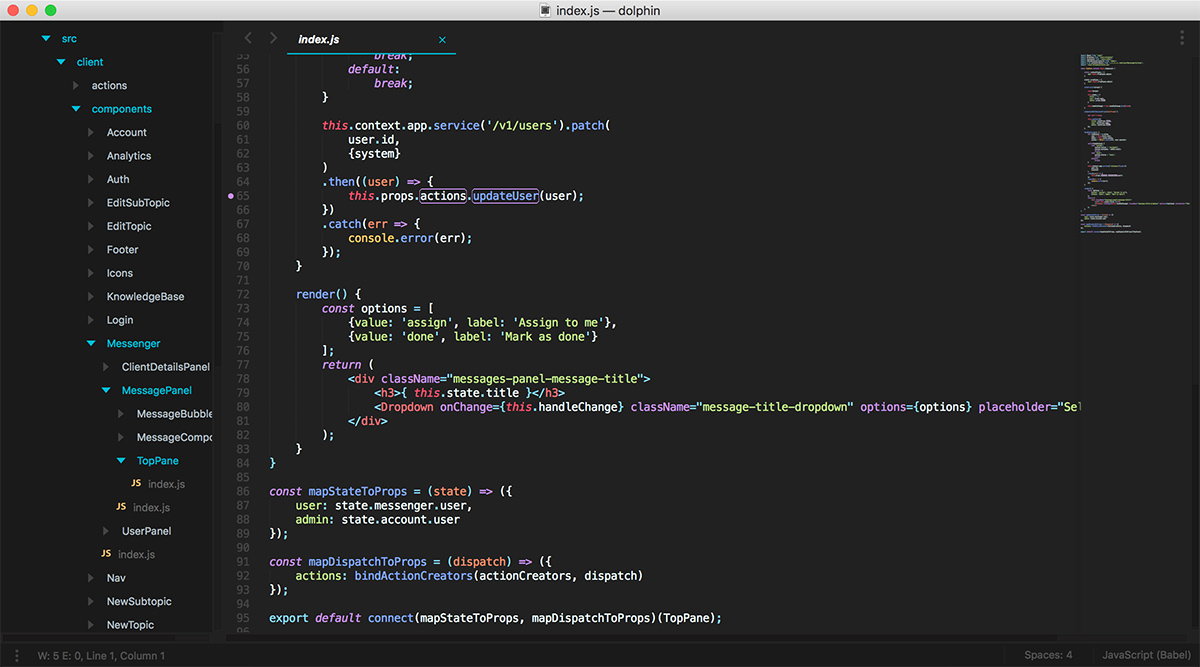 index.js — dolphin
src
client
actions
components
Account
Analytics
Auth
EditSubTopic
EditTopic
Footer
Icons
KnowledgeBase
Login
Messenger
ClientDetailsPanel
MessagePanel
MessageBubble
MessageCompo
TopPane
JS index.js
JS index.js
UserPanel
JS index.js
Nav
NewSubtopic
NewTopic
index.js ×
55 break;
56 default:
57 break;
58 }
59
60 this.context.app.service('/v1/users').patch(
61 user.id,
62 {system}
63 )
64 .then((user) => {
65 this.props.actions.updateUser(user);
66 })
67 .catch(err => {
68 console.error(err);
69 });
70 }
71
72 render() {
73 const options = [
74 {value: 'assign', label: 'Assign to me'},
75 {value: 'done', label: 'Mark as done'}
76 ];
77 return (
78 <div className="messages-panel-message-title">
79 <h3>{ this.state.title }</h3>
80 <Dropdown onChange={this.handleChange} className="message-title-dropdown" options={options} placeholder="Sel
81 </div>
82 );
83 }
84 }
85
86 const mapStateToProps = (state) => ({
87 user: state.messenger.user,
88 admin: state.account.user
89 });
90
91 const mapDispatchToProps = (dispatch) => ({
92 actions: bindActionCreators(actionCreators, dispatch)
93 });
94
95 export default connect(mapStateToProps, mapDispatchToProps)(TopPane);
96
W: 5 E: 0, Line 1, Column 1
Spaces: 4
JavaScript (Babel)